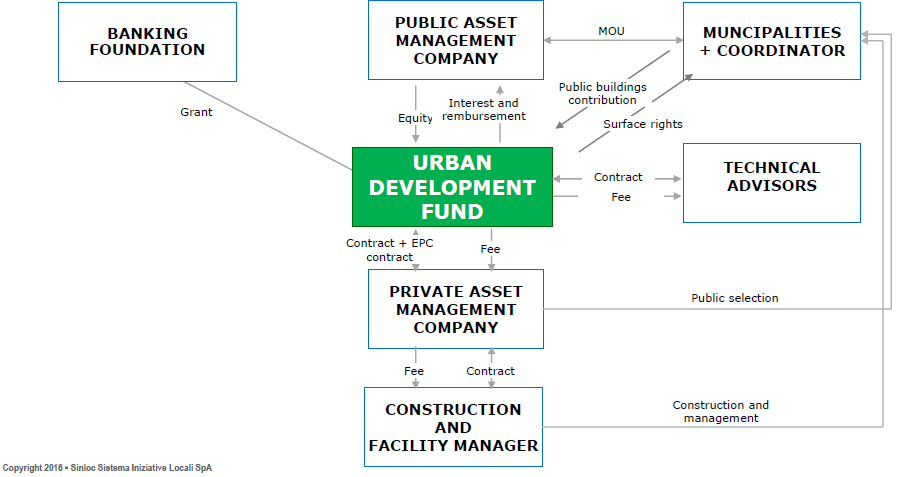 BANKING
FOUNDATION
PUBLIC ASSET
MANAGEMENT
COMPANY
MUNCIPALITIES
+ COORDINATOR
MOU
Grant
Equity
Interest and
rembursement
Public buildings
contribution
Surface rights
URBAN
DEVELOPMENT
FUND
Contract
Fee
TECHNICAL
ADVISORS
Contract + EPC
contract
Fee
PRIVATE ASSET
MANAGEMENT
COMPANY
Public selection
Fee
Contract
CONSTRUCTION
AND
FACILITY MANAGER
Construction and
management
Copyright 2016 • Sinloc Sistema Iniziative Locali SpA